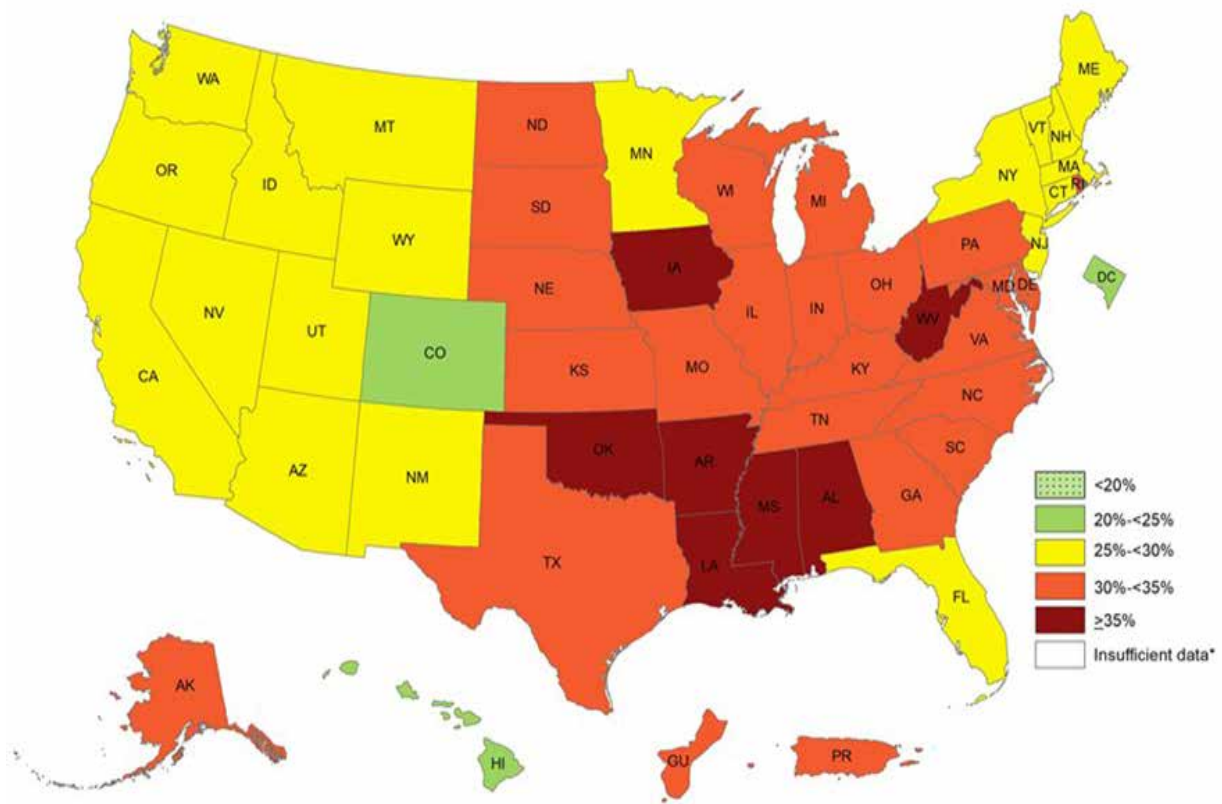 WA
MT
ND
MN
ME
VT
NH
OR
ID
SD
WI
MI
NY
MA
CT
RI
WY
IA
PA
NJ
NE
IL
IN
OH
MD
DE
DC
NV
UT
CO
WV
VA
CA
KS
MO
KY
NC
TN
AZ
NM
OK
AR
SC
MS
AL
GA
TX
LA
FL
<20%
20%-<25%
25%-<30%
30%-<35%
≥35%
Insufficient data*
AK
HI
GU
PR